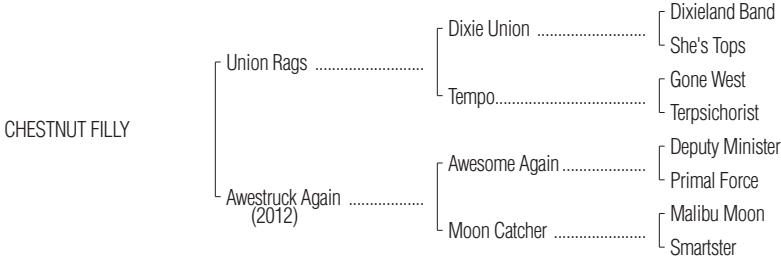 Dixieland Band
Dixie Union ..........................
She's Tops
Union Rags ..........................
Gone West
Tempo....................................
Terpsichorist
CHESTNUT FILLY
Deputy Minister
Awesome Again ....................
Primal Force
Awestruck Again ..................
(2012)
Malibu Moon
Moon Catcher ......................
Smartster